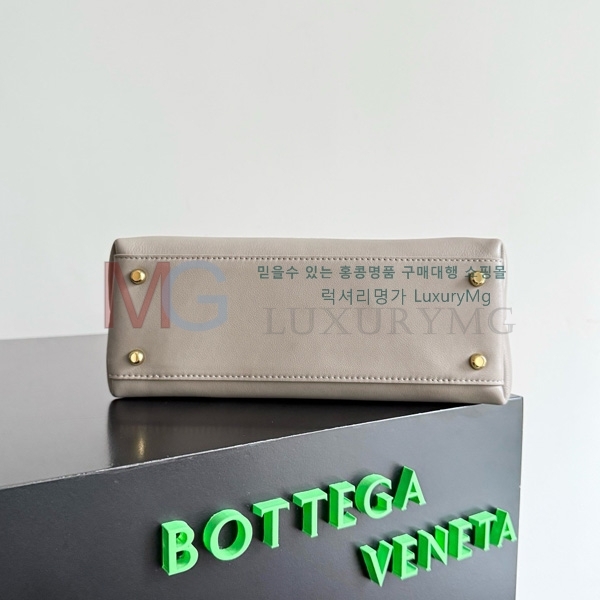 MG
믿을수 있는 홍콩명품 구매대행 쇼핑몰
럭셔리명가 LuxuryMg
LUXURYMG
BOTTEGA
VENETA